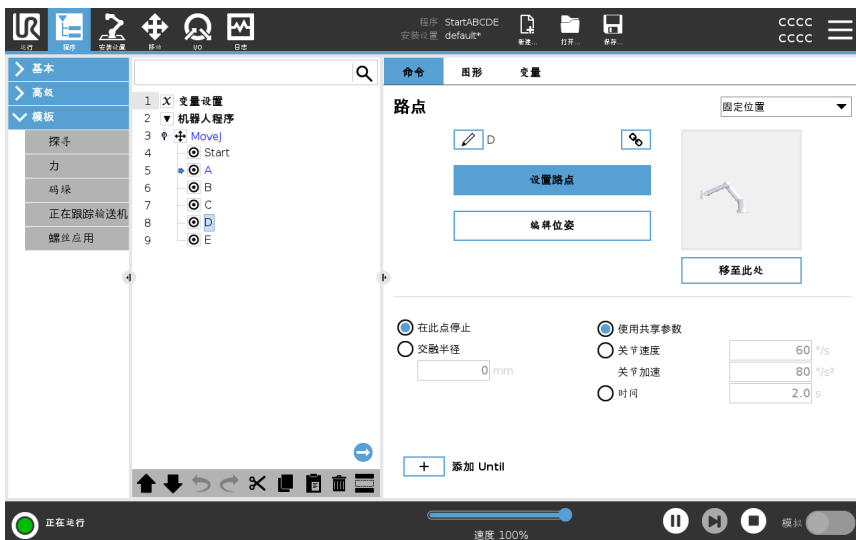 UR
运行 程序 安装设置 移动 I/O 日志
程序 StartABCDE
安装设置 default*
新建... 打开... 保存...
CCCC
CCCC
基本
高级
模板
探寻
力
码垛
正在跟踪输送机
螺丝应用
1 X 变量设置
2 机器人程序
3 MoveJ
4 Start
5 A
6 B
7 C
8 D
9 E
命令 图形 变量
路点
固定位置
D
设置路点
编辑位姿
移至此处
在此点停止
交融半径
0 mm
使用共享参数
关节速度 60 °/s
关节加速 80 °/s²
时间 2.0 s
+ 添加 Until
正在运行
速度 100%
模拟